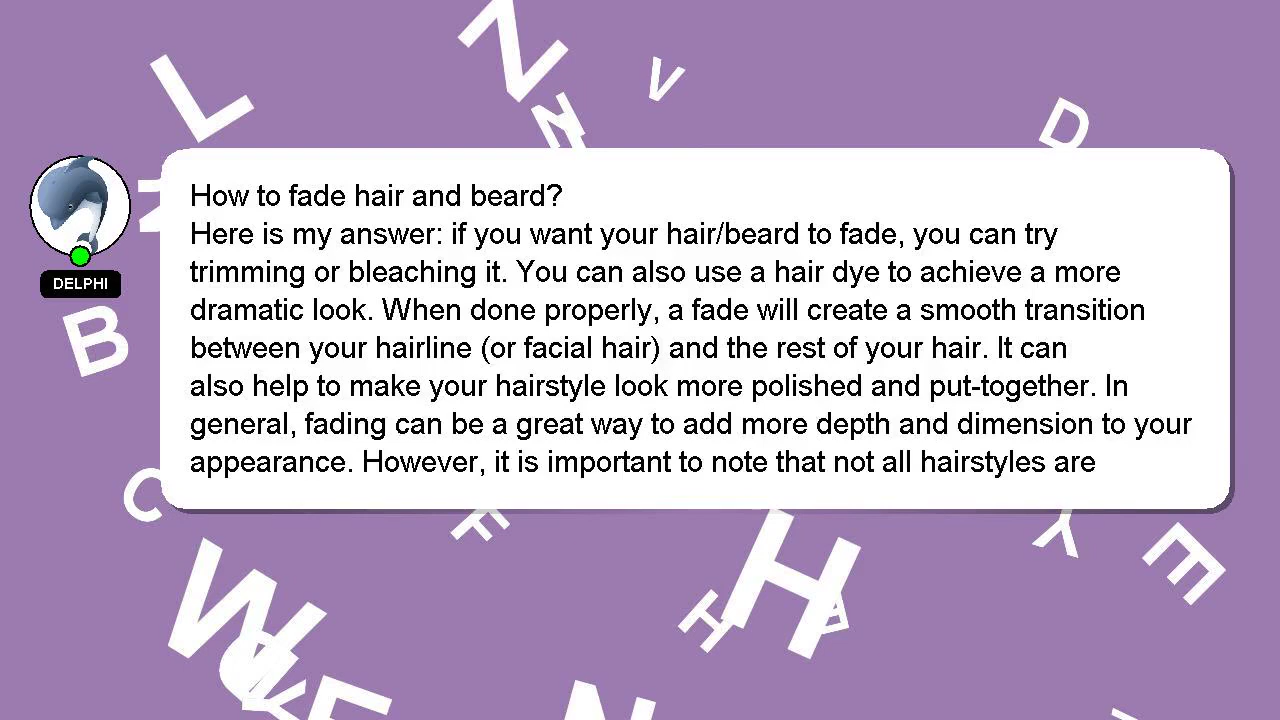 L
N
V
N
D
DELPHI
How to fade hair and beard?
Here is my answer: if you want your hair/beard to fade, you can try
trimming or bleaching it. You can also use a hair dye to achieve a more
dramatic look. When done properly, a fade will create a smooth transition
between your hairline (or facial hair) and the rest of your hair. It can
also help to make your hairstyle look more polished and put-together. In
general, fading can be a great way to add more depth and dimension to your
appearance. However, it is important to note that not all hairstyles are
B
C
F
H
Y
E
W
H
N